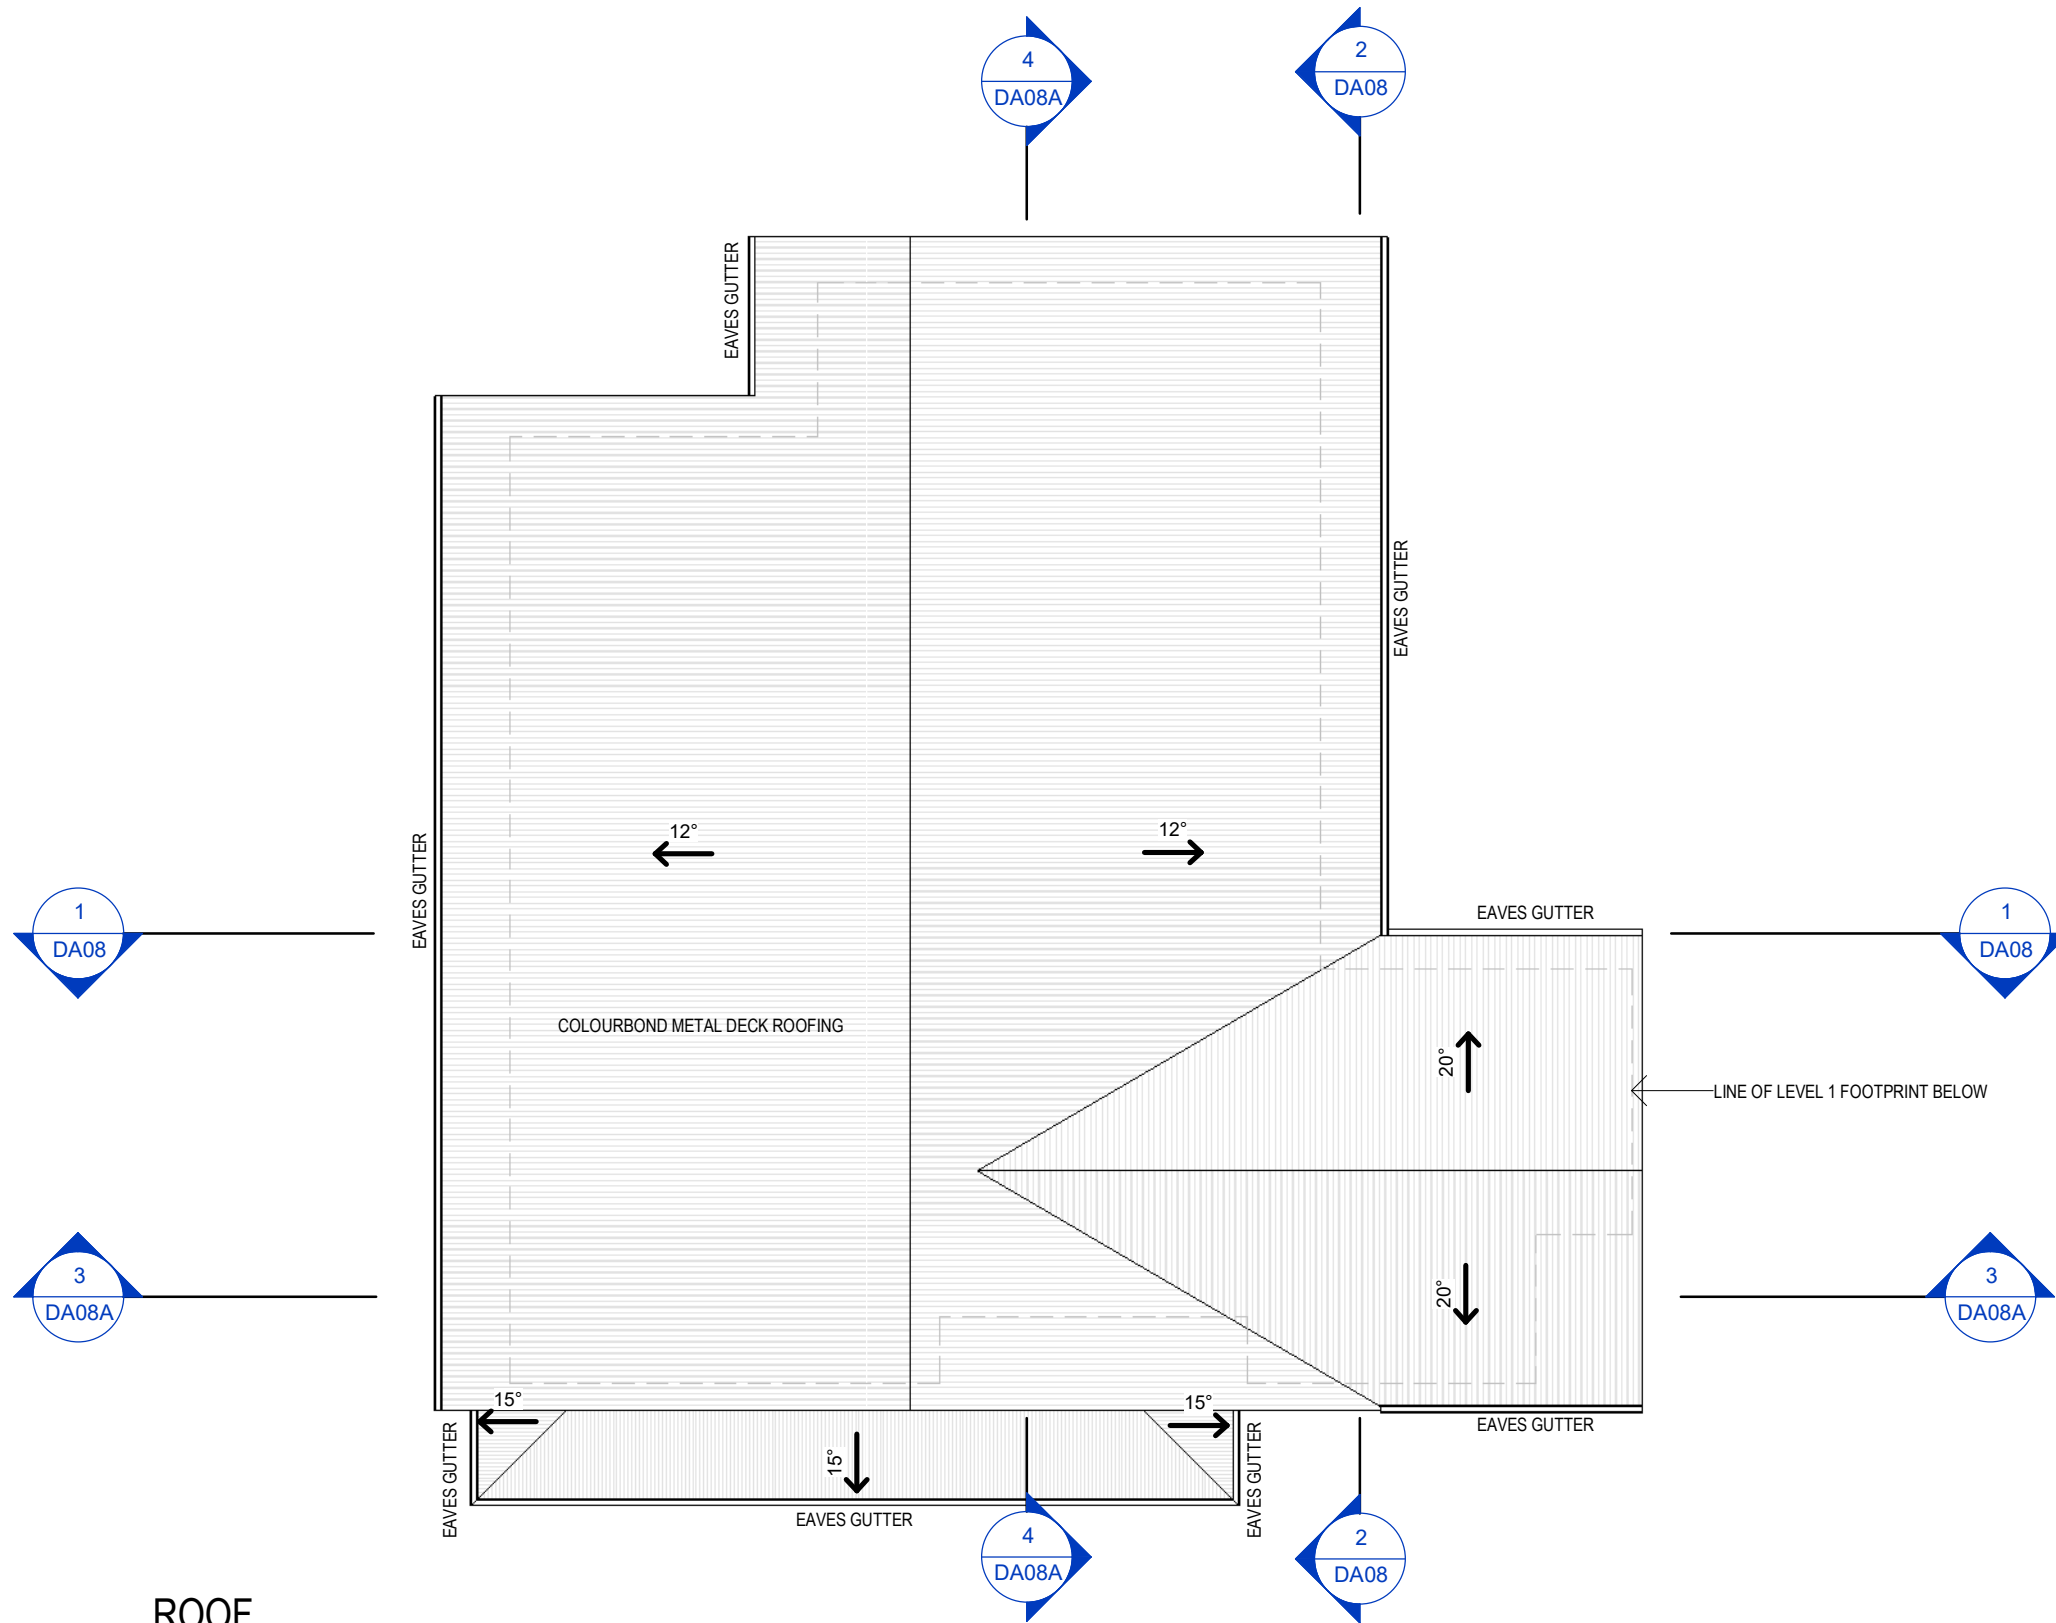 4
DA08A
2
DA08
EAVES GUTTER
EAVES GUTTER
12°
12°
EAVES GUTTER
1
DA08
EAVES GUTTER
1
DA08
COLOURBOND METAL DECK ROOFING
20°
LINE OF LEVEL 1 FOOTPRINT BELOW
3
DA08A
20°
3
DA08A
15°
15°
EAVES GUTTER
EAVES GUTTER
15°
EAVES GUTTER
EAVES GUTTER
4
DA08A
2
DA08
ROOF